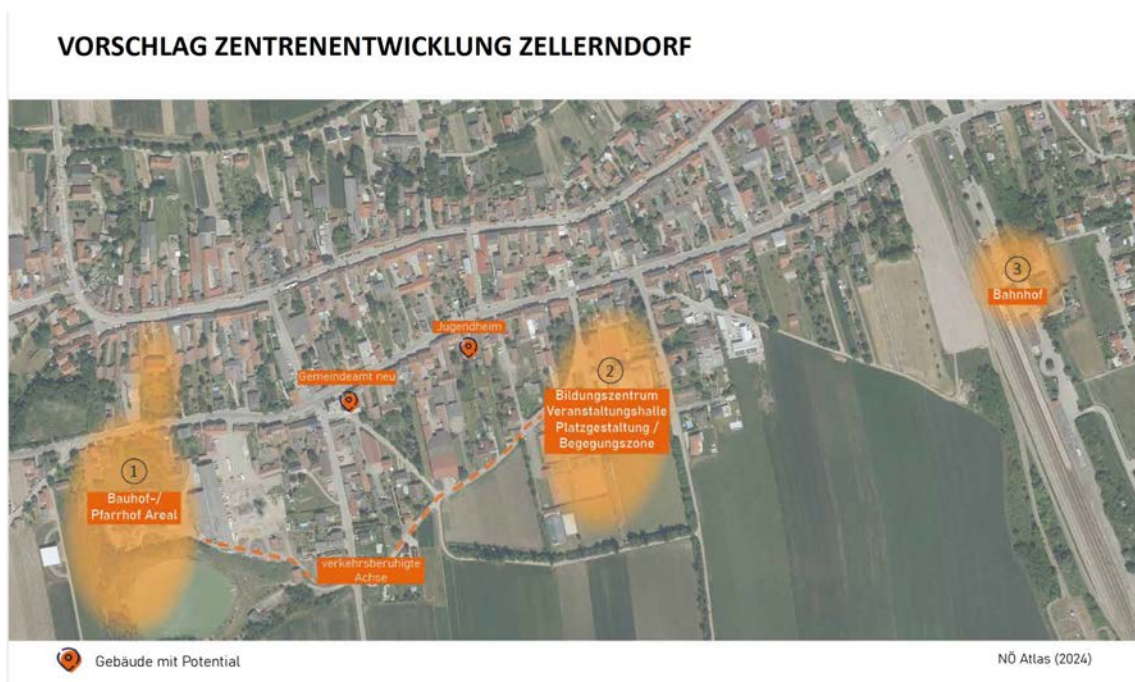 VORSCHLAG ZENTRENENTWICKLUNG ZELLERNDORF
3
Bahnhof
Jugendheim
Gemeindeamt neu
2
Bildungszentrum
Veranstaltungshalle
Platzgestaltung /
Begegungszone
1
Bauhof-/
Pfarrhof Areal
verkehrsberuhigte
Achse
Gebäude mit Potential
NÖ Atlas (2024)